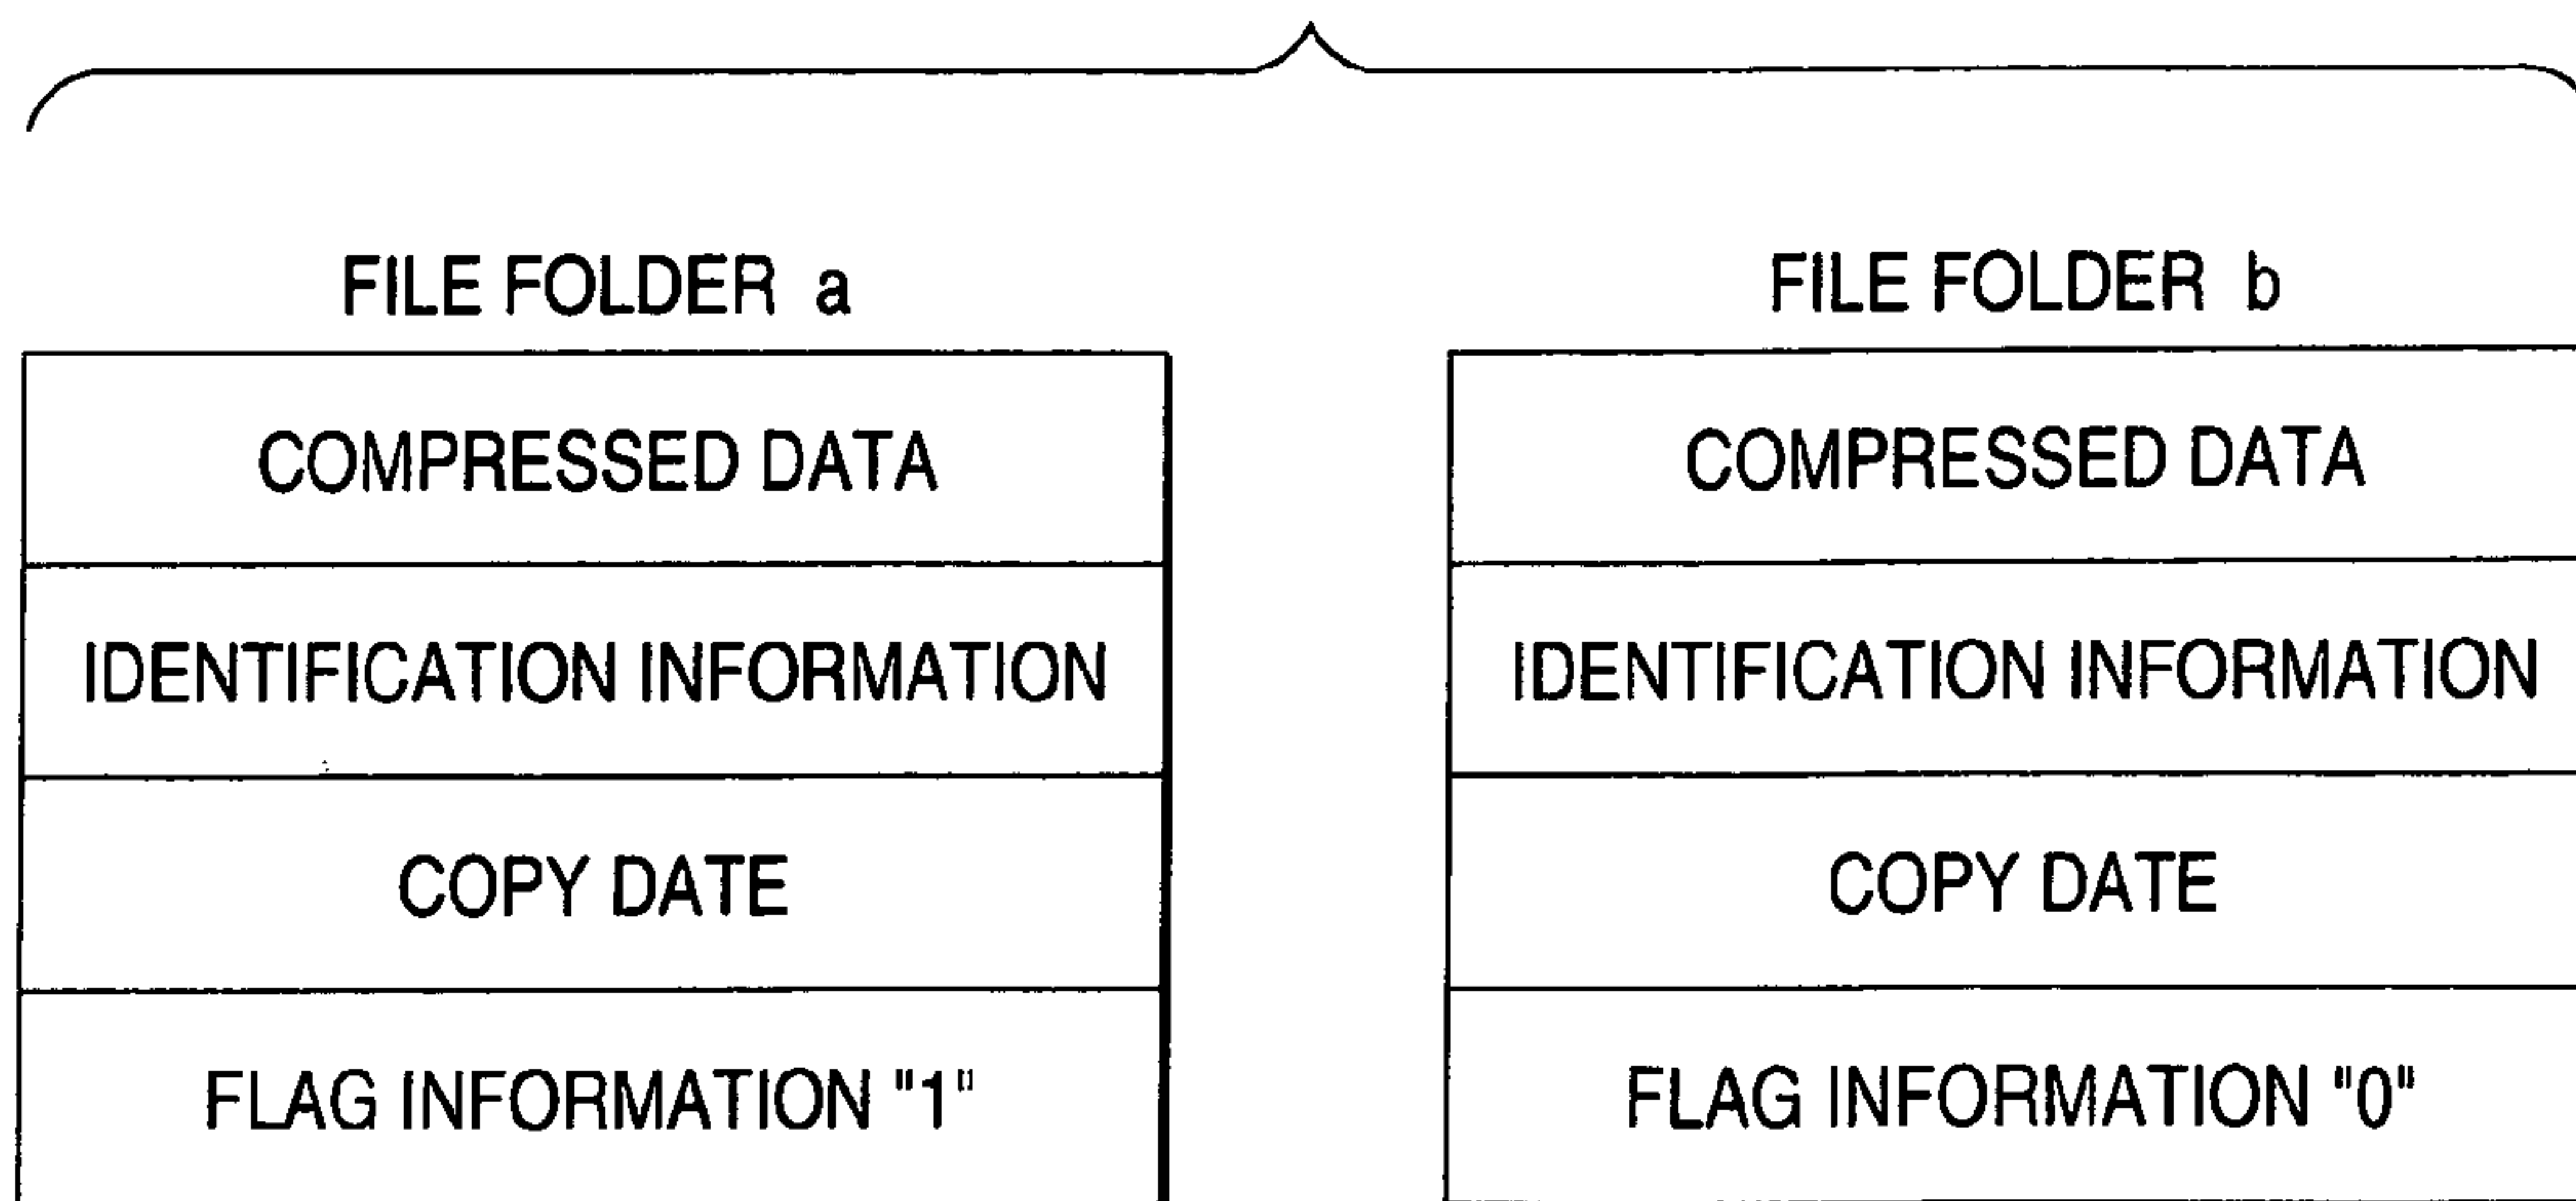 FILE FOLDER a
COMPRESSED DATA
IDENTIFICATION INFORMATION
COPY DATE
FLAG INFORMATION "1"
FILE FOLDER b
COMPRESSED DATA
IDENTIFICATION INFORMATION
COPY DATE
FLAG INFORMATION "0"